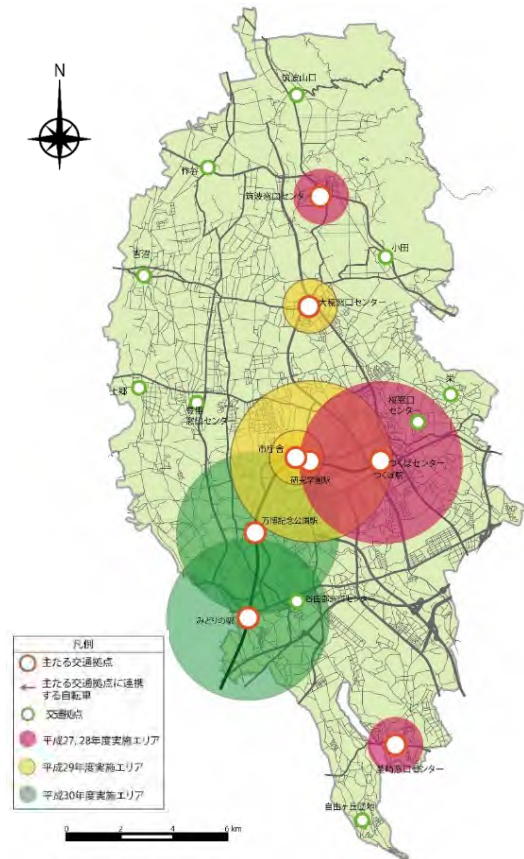 N
筑波山口
作谷
筑波窓口センター
小田
吉沼
大穂窓口センター
栄
上郷
豊里
窓口センター
桜窓口
センター
市庁舎
研究学園駅
つくばセンター
つくば駅
万博記念公園駅
谷田部窓口センター
みどりの駅
茎崎窓口センター
自由ヶ丘団地
凡例
主たる交通拠点
主たる交通拠点に連携
する自転車
交通拠点
平成27,28年度実施エリア
平成29年度実施エリア
平成30年度実施エリア
0 2 4 6 km